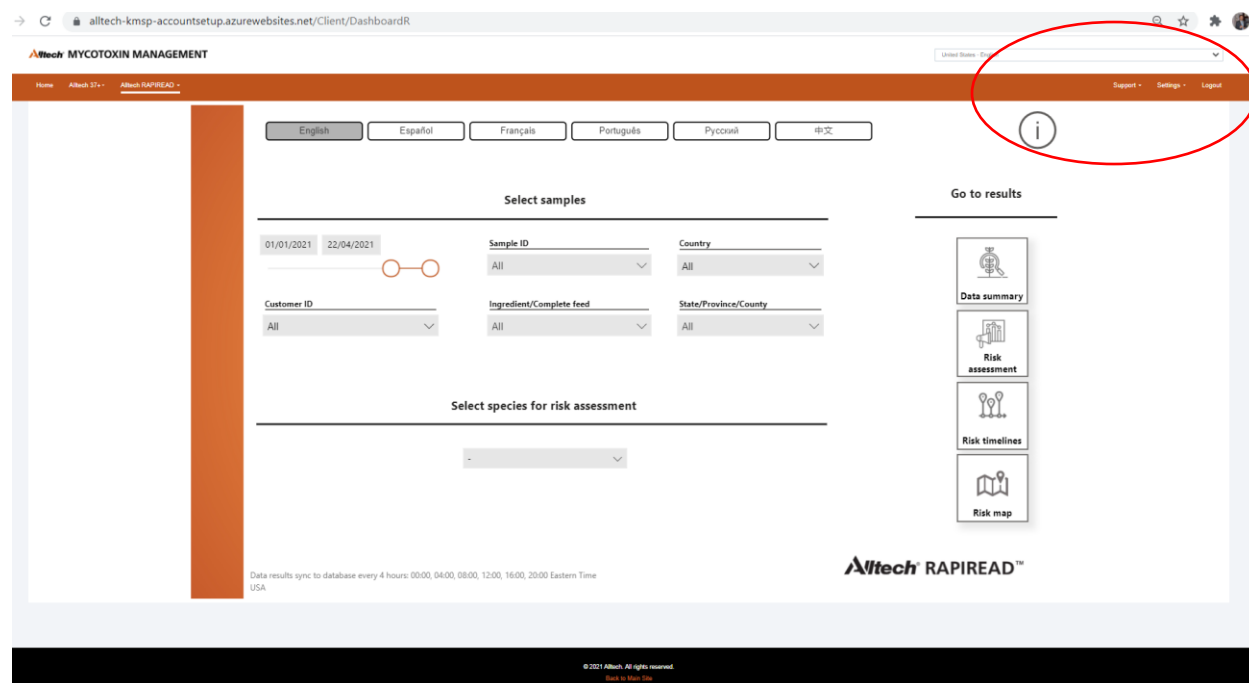 alltech-kmsp-accountsetup.azurewebsites.net/Client/DashboardR
Alltech® MYCOTOXIN MANAGEMENT
United States - English
Home Alltech 37+ Alltech RAPIREAD Support Settings Logout
English Español Français Português Русский 中文
i
Select samples
Go to results
01/01/2021 22/04/2021
Sample ID
Country
All
All
Customer ID
Ingredient/Complete feed
State/Province/County
All
All
All
Data summary
Risk
assessment
Select species for risk assessment
-
Risk timelines
Risk map
Data results sync to database every 4 hours: 00:00, 04:00, 08:00, 12:00, 16:00, 20:00 Eastern Time
USA
Alltech® RAPIREAD™
© 2021 Alltech. All rights reserved.
Back to Main Site